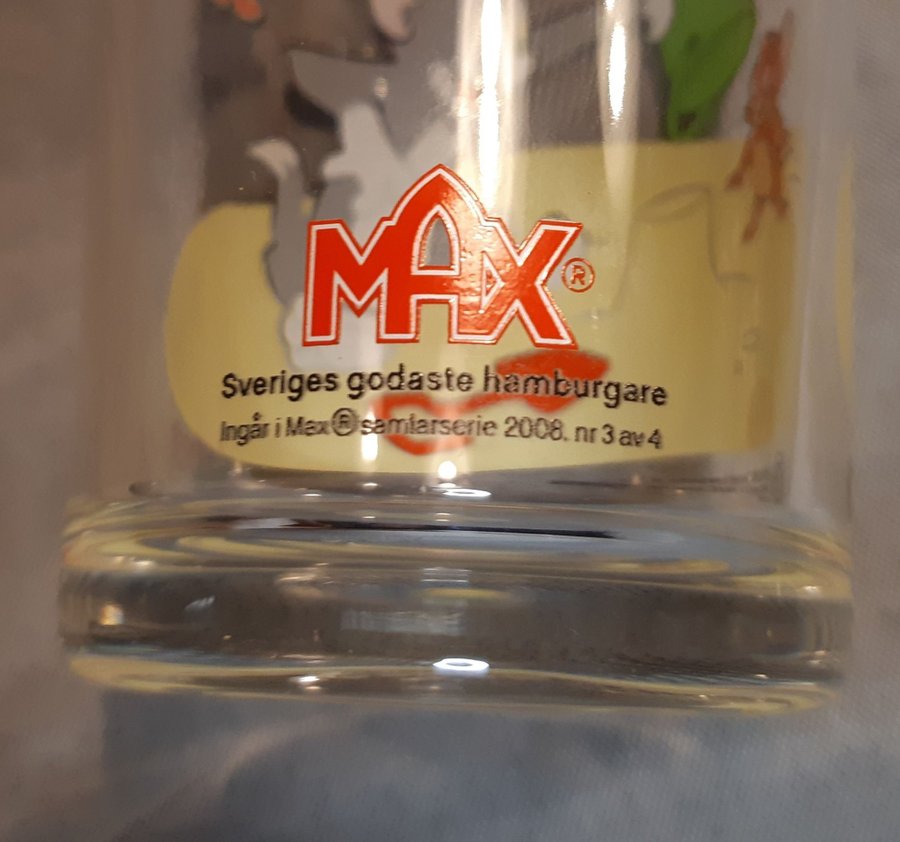 MAX®
Sveriges godaste hamburgare
Ingår i Max® samlarserie 2008. nr 3 av 4